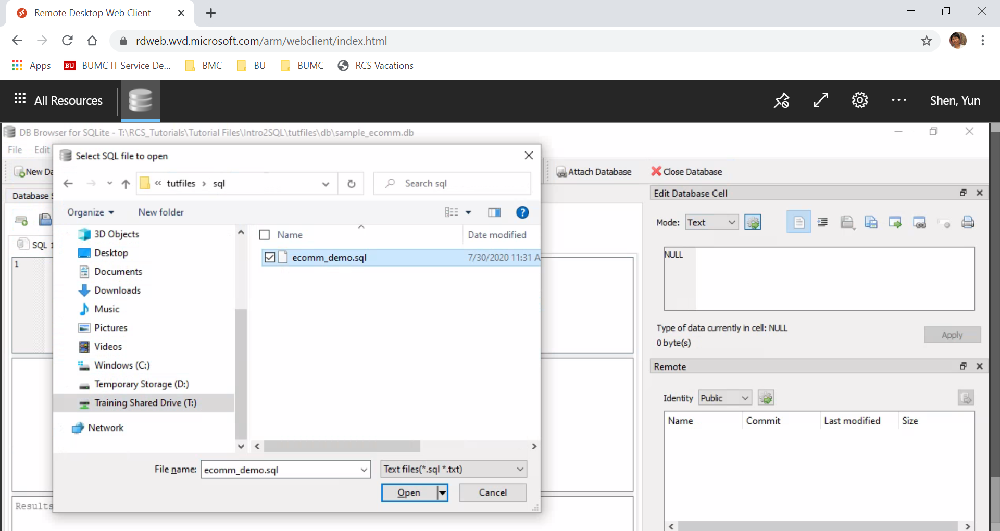 Remote Desktop Web Client
rdweb.wvd.microsoft.com/arm/webclient/index.html
Apps BU BUMC IT Service De... BMC BU BUMC RCS Vacations
All Resources Shen, Yun
DB Browser for SQLite - T:\RCS_Tutorials\Tutorial Files\Intro2SQL\tutfiles\db\sample_ecomm.db
File Edit
Select SQL file to open
New Da Attach Database Close Database
« tutfiles › sql Search sql
Database S Edit Database Cell
Organize New folder
Mode: Text
3D Objects Name Date modified
SQL 1
Desktop
ecomm_demo.sql 7/30/2020 11:31 A
NULL
1
Documents
Downloads
Music
Pictures
Type of data currently in cell: NULL
Apply
0 byte(s)
Videos
Windows (C:)
Remote
Temporary Storage (D:)
Training Shared Drive (T:)
Identity Public
Name Commit Last modified Size
Network
File name: ecomm_demo.sql Text files(*.sql *.txt)
Open Cancel
Results